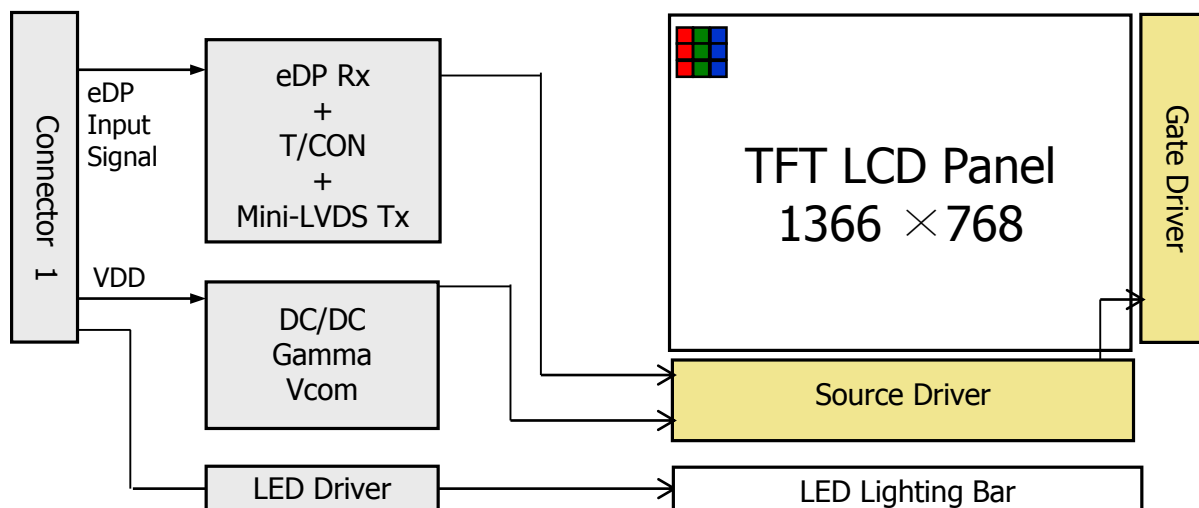 Connector 1
eDP
Input
Signal
eDP Rx
+
T/CON
+
Mini-LVDS Tx
VDD
DC/DC
Gamma
Vcom
LED Driver
TFT LCD Panel
1366 ×768
Gate Driver
Source Driver
LED Lighting Bar